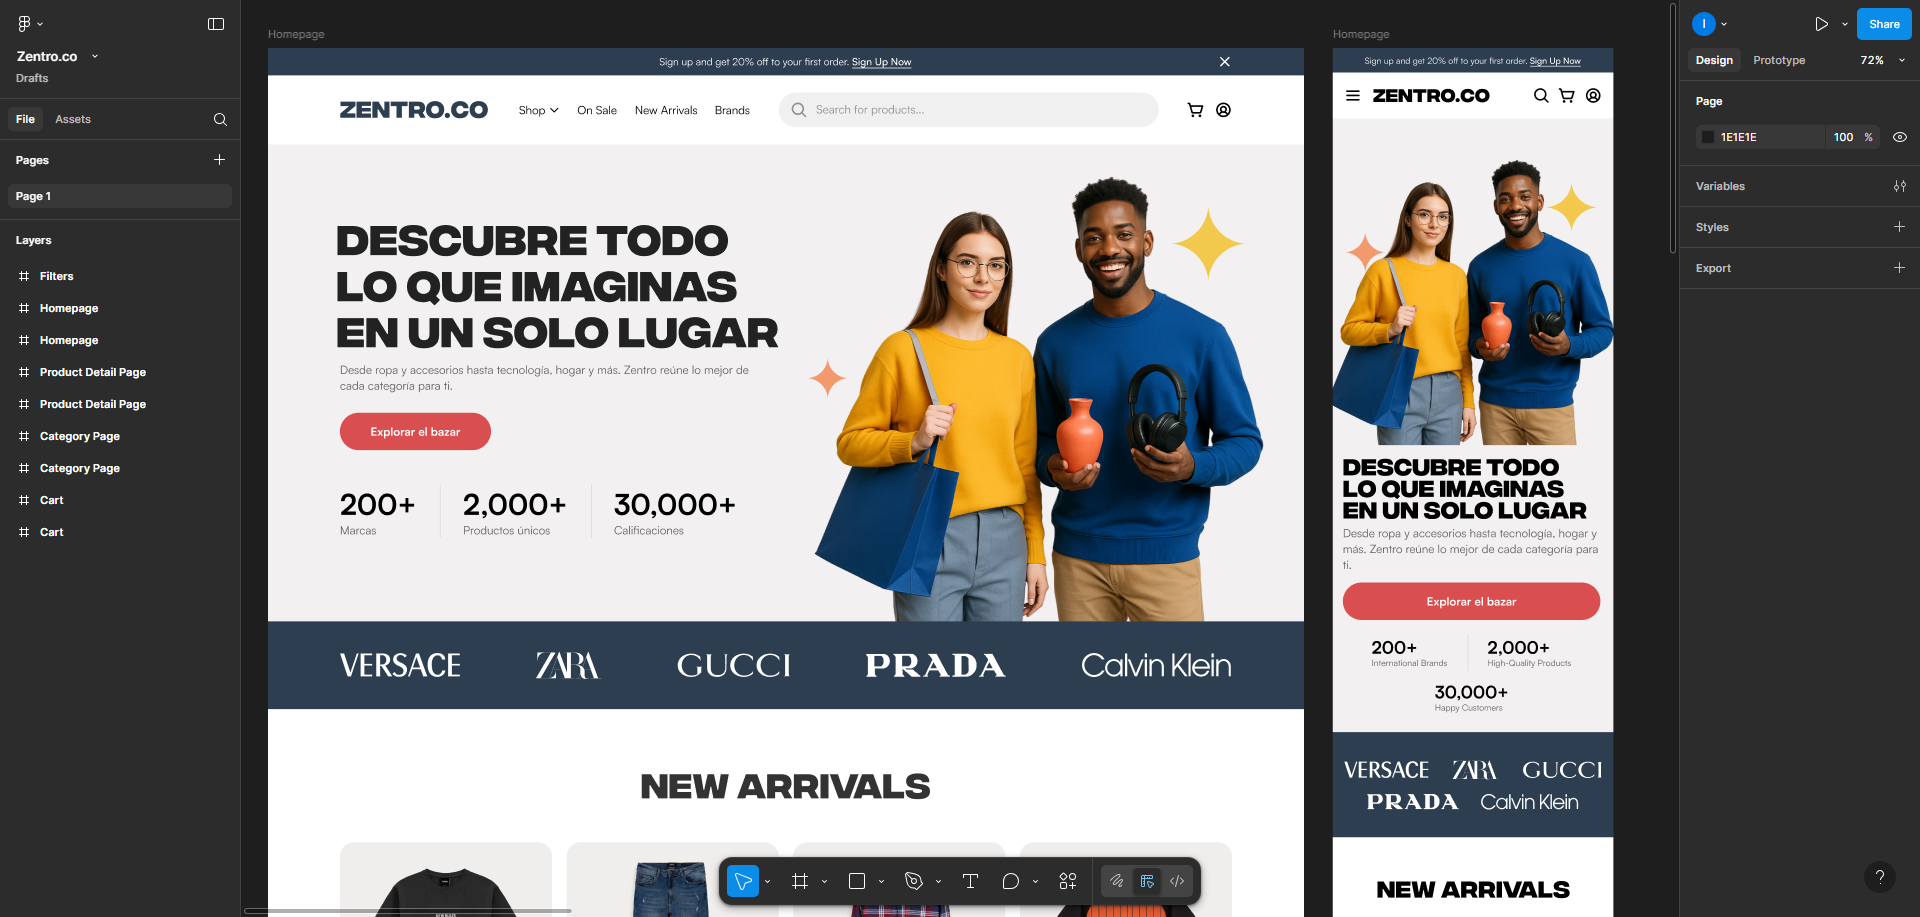 Zentro.co
Drafts
File
Assets
Pages
Page 1
Layers
Filters
Homepage
Homepage
Product Detail Page
Product Detail Page
Category Page
Category Page
Cart
Cart
Homepage
Sign up and get 20% off to your first order. Sign Up Now
ZENTRO.CO
Shop
On Sale
New Arrivals
Brands
Search for products...
DESCUBRE TODO
LO QUE IMAGINAS
EN UN SOLO LUGAR
Desde ropa y accesorios hasta tecnología, hogar y más. Zentro reúne lo mejor de
cada categoría para ti.
Explorar el bazar
200+
Marcas
2,000+
Productos únicos
30,000+
Calificaciones
VERSACE
ZARA
GUCCI
PRADA
Calvin Klein
NEW ARRIVALS
Homepage
Sign up and get 20% off to your first order. Sign Up Now
ZENTRO.CO
DESCUBRE TODO
LO QUE IMAGINAS
EN UN SOLO LUGAR
Desde ropa y accesorios hasta tecnología, hogar y
más. Zentro reúne lo mejor de cada categoría para
ti.
Explorar el bazar
200+
International Brands
2,000+
High-Quality Products
30,000+
Happy Customers
VERSACE
ZARA
GUCCI
PRADA
Calvin Klein
NEW ARRIVALS
I
Share
Design
Prototype
72%
Page
1E1E1E
100
%
Variables
Styles
Export
?